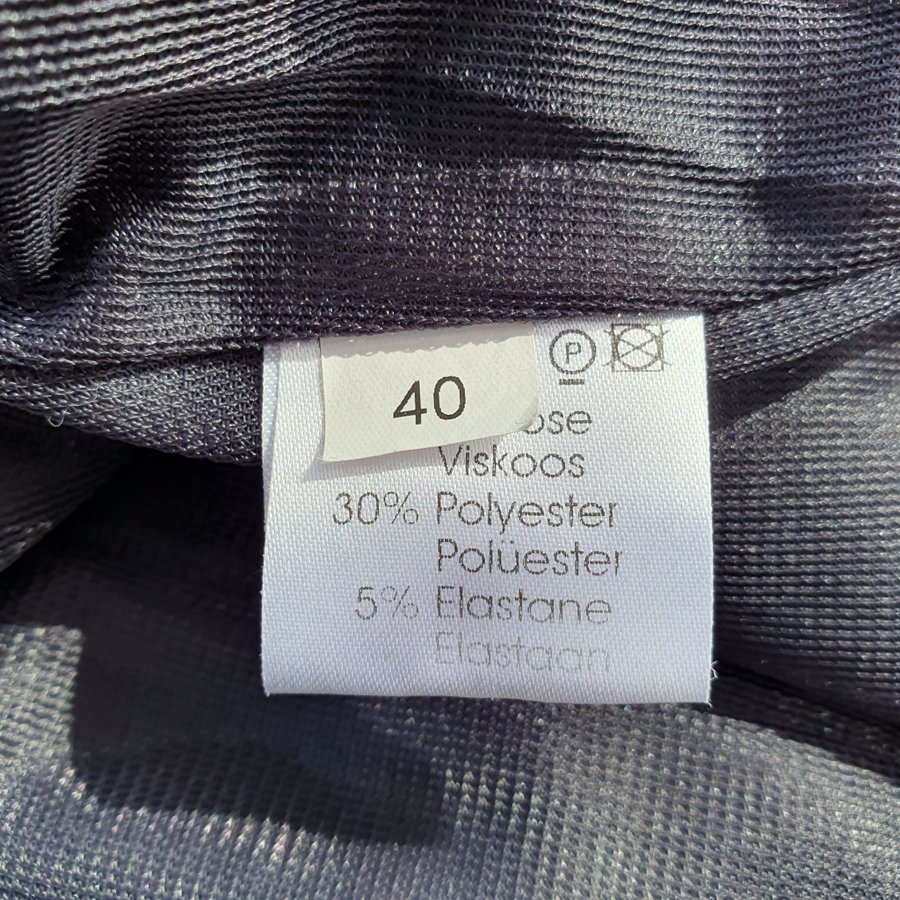 P
40
Viskoos
30% Polyester
Polüester
5% Elastane
Elastaan